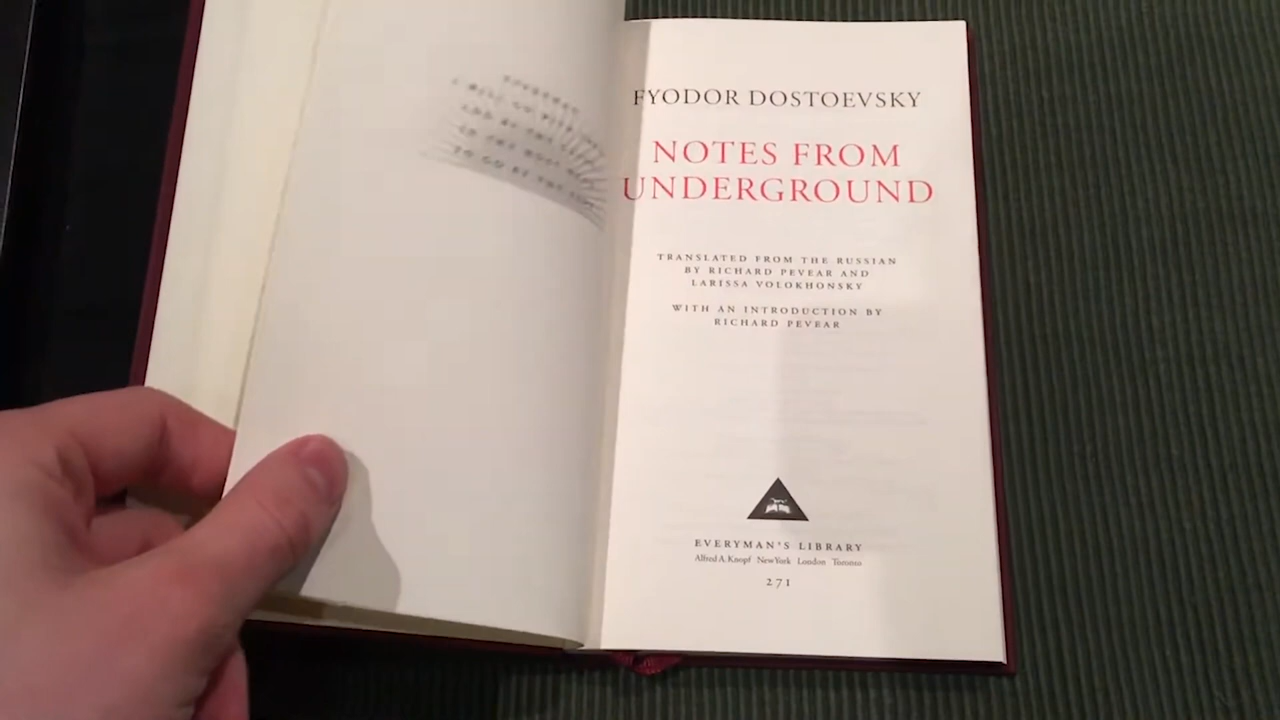 FYODOR DOSTOEVSKY
NOTES FROM
UNDERGROUND
TRANSLATED FROM THE RUSSIAN
BY RICHARD PEVEAR AND
LARISSA VOLOKHONSKY
WITH AN INTRODUCTION BY
RICHARD PEVEAR
EVERYMAN'S LIBRARY
Alfred A. Knopf New York London Toronto
271